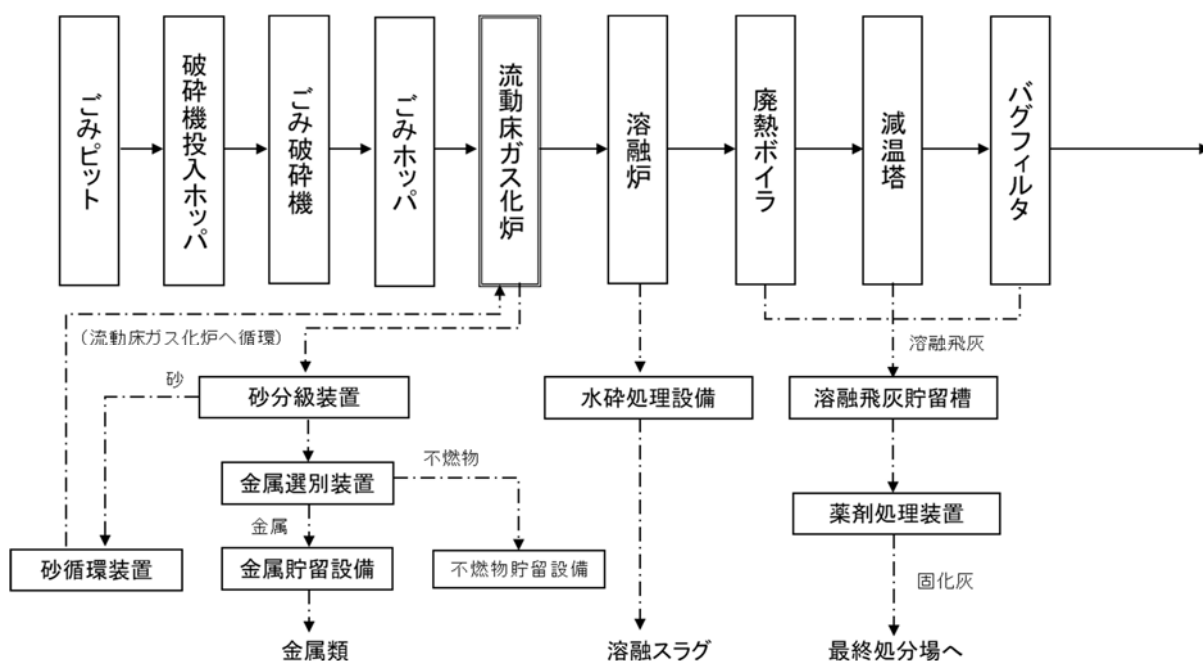 ごみピット
破砕機投入ホッパ
ごみ破砕機
ごみホッパ
流動床ガス化炉
溶融炉
廃熱ボイラ
減温塔
バグフィルタ
(流動床ガス化炉へ循環)
溶融飛灰
砂
砂分級装置
水砕処理設備
溶融飛灰貯留槽
不燃物
金属選別装置
薬剤処理装置
金属
砂循環装置
金属貯留設備
不燃物貯留設備
固化灰
金属類
溶融スラグ
最終処分場へ